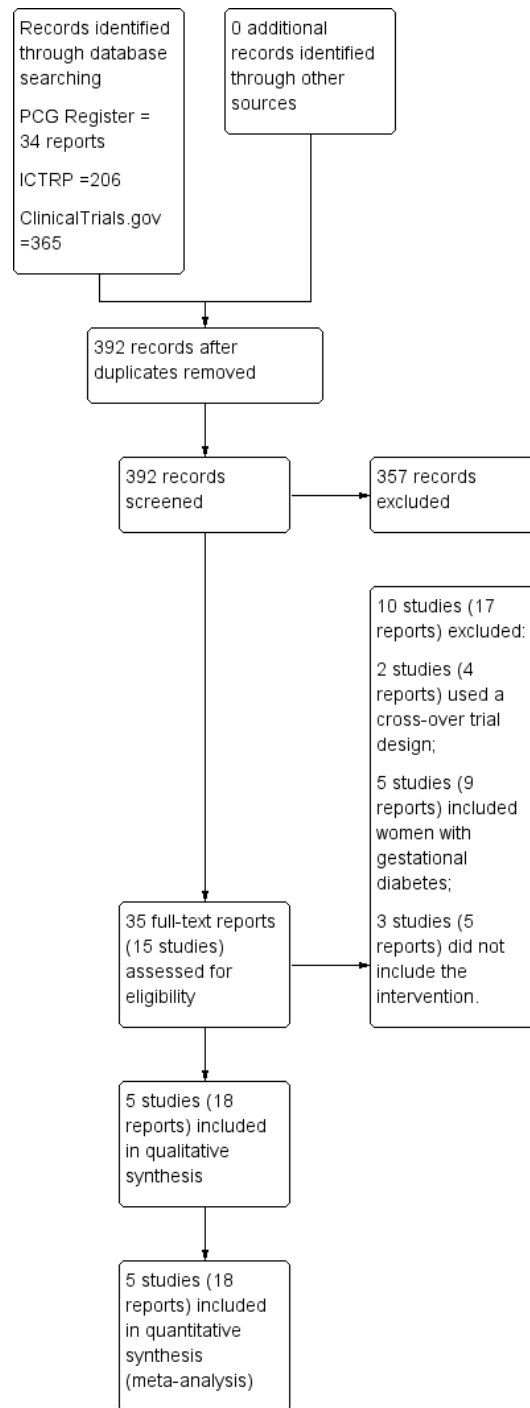 Records identified
through database
searching
PCG Register =
34 reports
ICTRP =206
ClinicalTrials.gov
=365
0 additional
records identified
through other
sources
392 records after
duplicates removed
392 records
screened
357 records
excluded
10 studies (17
reports) excluded:
2 studies (4
reports) used a
cross-over trial
design;
5 studies (9
reports) included
women with
gestational
diabetes;
3 studies (5
reports) did not
include the
intervention.
35 full-text reports
(15 studies)
assessed for
eligibility
5 studies (18
reports) included
in qualitative
synthesis
5 studies (18
reports) included
in quantitative
synthesis
(meta-analysis)